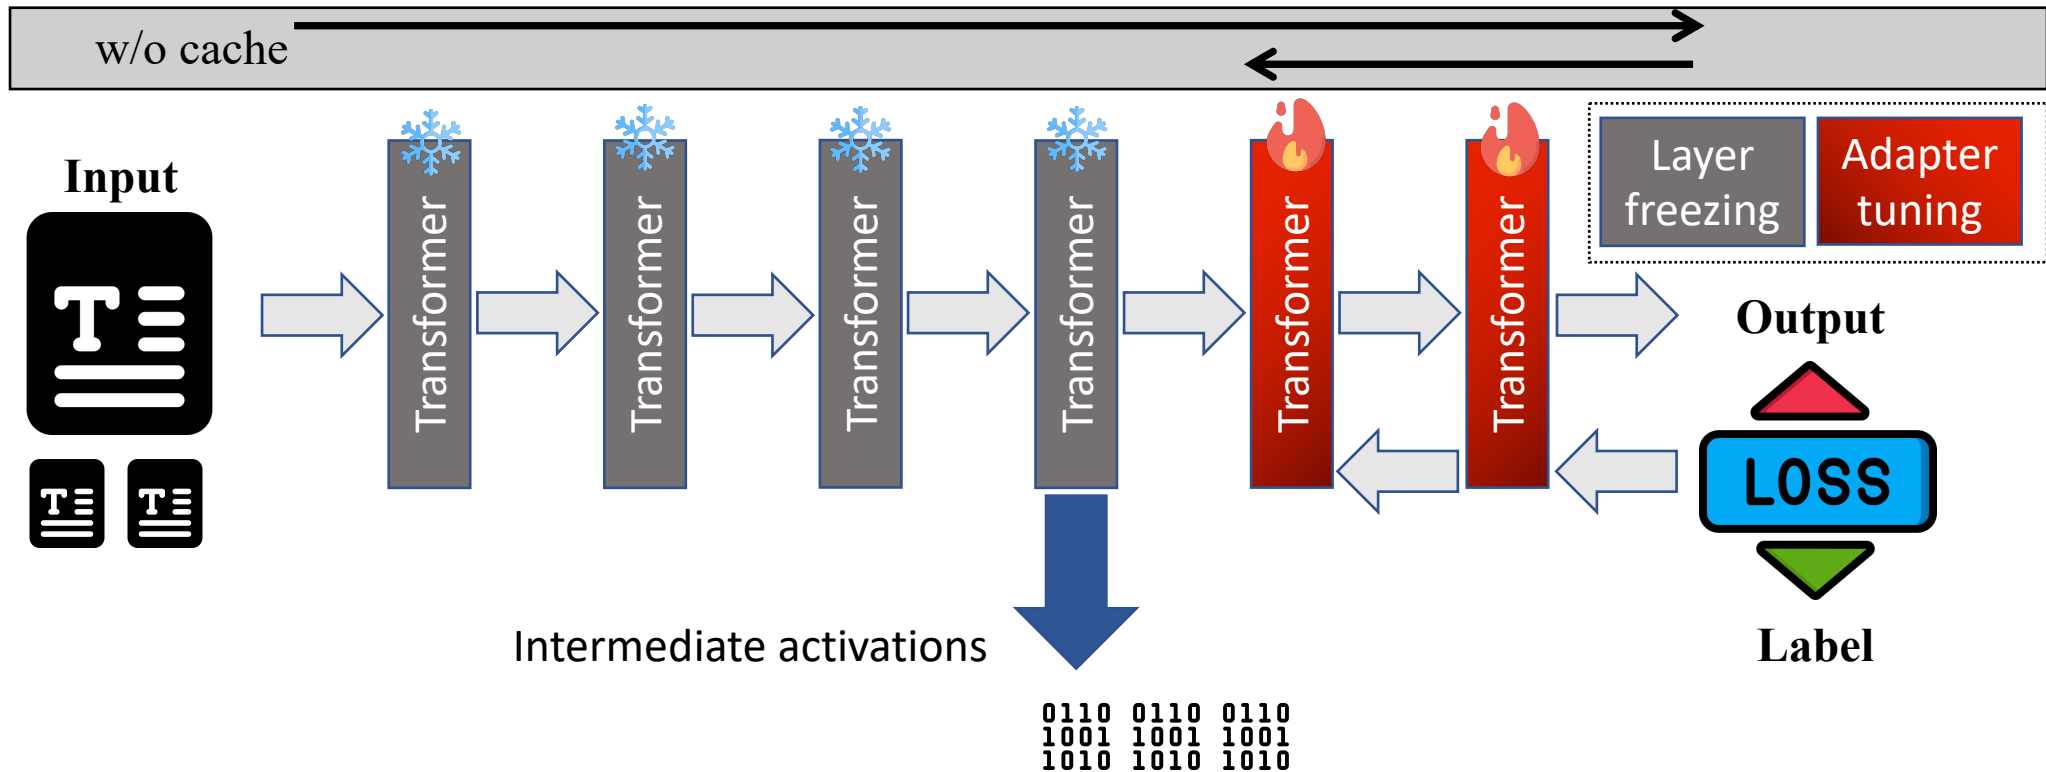 w/o cache
Input
Transformer
Transformer
Transformer
Transformer
Transformer
Transformer
Layer
freezing
Adapter
tuning
Output
LOSS
Label
Intermediate activations
0110 0110 0110
1001 1001 1001
1010 1010 1010